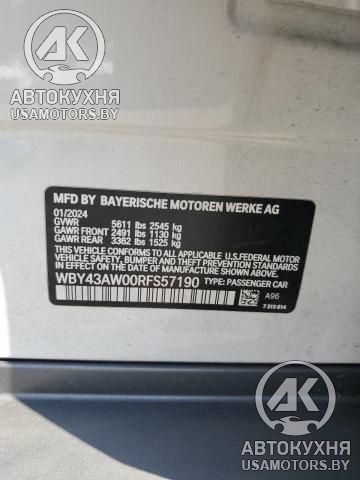 АК
АВТОКУХНЯ
USAMOTORS.BY
MFD BY BAYERISCHE MOTOREN WERKE AG
01/2024
GVWR 5611 lbs 2545 kg
GAWR FRONT 2491 lbs 1130 kg
GAWR REAR 3362 lbs 1525 kg
THIS VEHICLE CONFORMS TO ALL APPLICABLE U.S. FEDERAL MOTOR
VEHICLE SAFETY, BUMPER, AND THEFT PREVENTION STANDARDS IN
EFFECT ON THE DATE OF MANUFACTURE SHOWN ABOVE.
WBY43AW00RFS57190 TYPE: PASSENGER CAR
A96
7 315 614
АК
АВТОКУХНЯ
USAMOTORS.BY